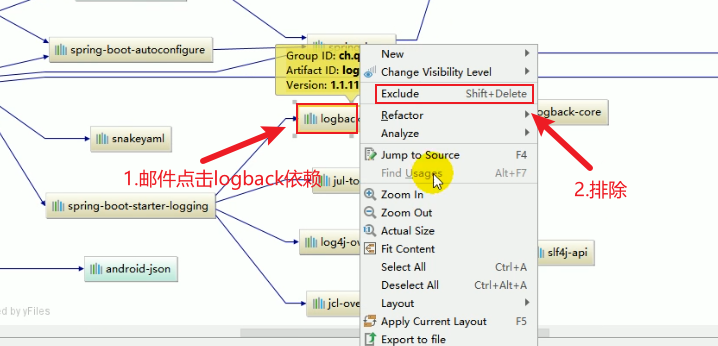 spring-boot-autoconfigure
Group ID: ch.q
Artifact ID: log
Version: 1.1.11
logback
logback-core
snakeyaml
1.邮件点击logback依赖
jul-to
spring-boot-starter-logging
log4j-ov
slf4j-api
android-json
jcl-ove
ed by yFiles
New
Change Visibility Level
Exclude Shift+Delete
Refactor
Analyze
Jump to Source F4
Find Usages Alt+F7
Zoom In
Zoom Out
Actual Size
Fit Content
Select All Ctrl+A
Deselect All Ctrl+Alt+A
Layout
Apply Current Layout F5
Export to file
2.排除